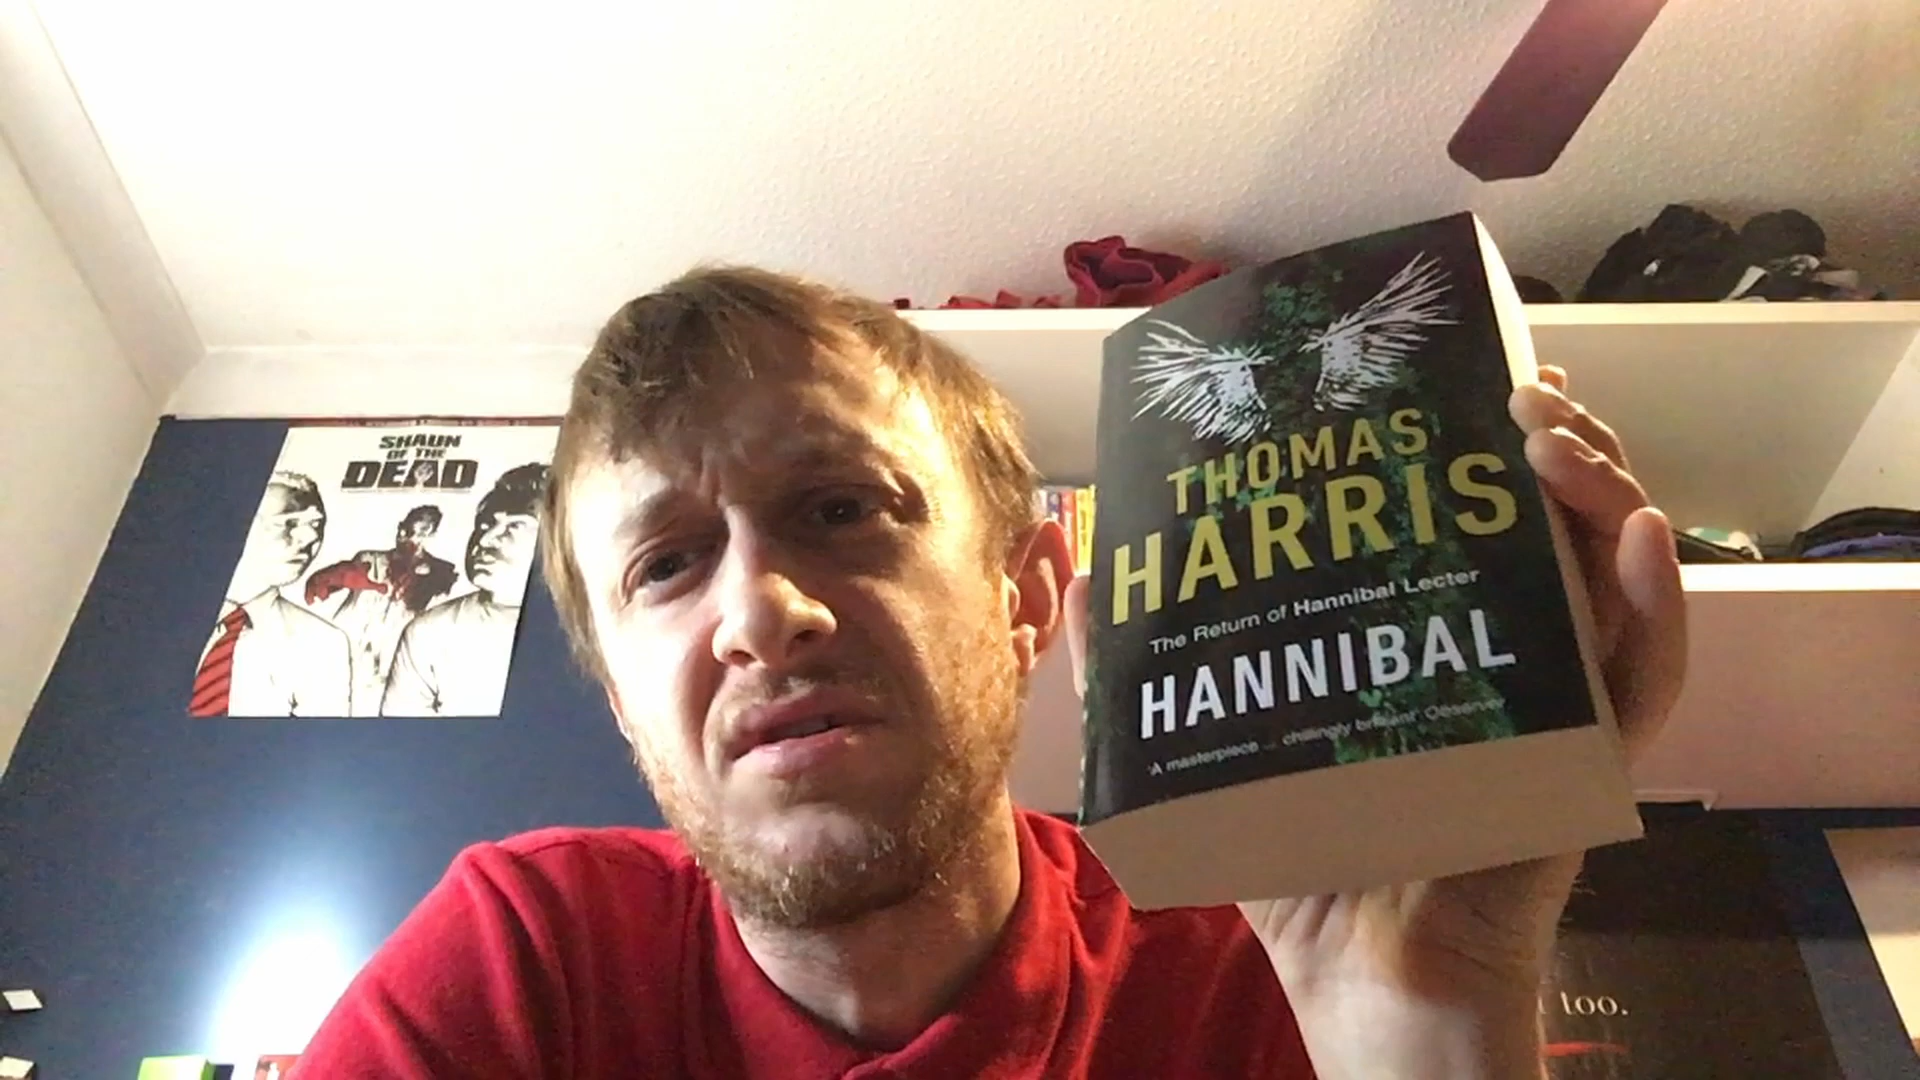 SHAUN
OF THE
DEAD
THOMAS
HARRIS
The Return of Hannibal Lecter
HANNIBAL
'A masterpiece ... chillingly brilliant' Observer
too.